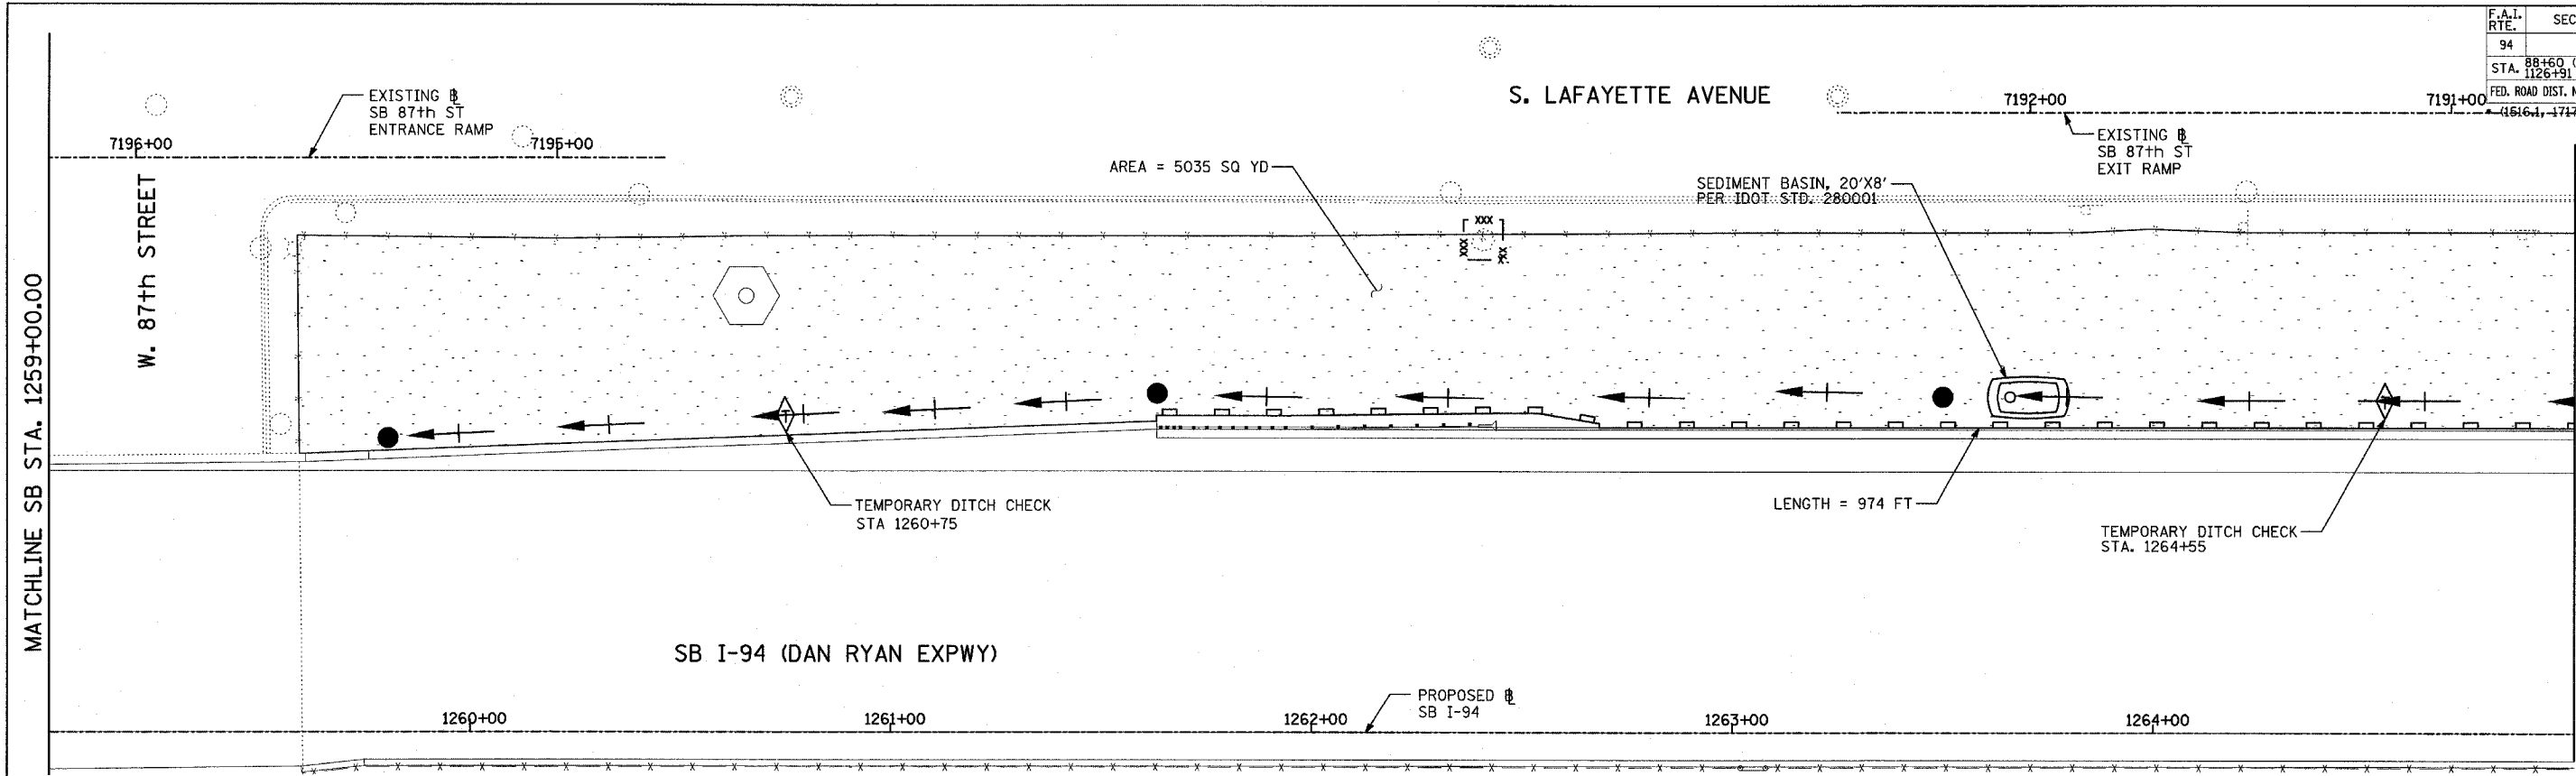 F.A.I. RTE.
SEC
94
STA. 88+60
1126+91
FED. ROAD DIST. N
(1516.1, 1717
EXISTING
SB 87th ST
ENTRANCE RAMP
7196+00
7195+00
S. LAFAYETTE AVENUE
7192+00
7191+00
EXISTING
SB 87th ST
EXIT RAMP
AREA = 5035 SQ YD
SEDIMENT BASIN, 20'X8'
PER IDOT STD. 280001
XXX
W. 87th STREET
MATCHLINE SB STA. 1259+00.00
TEMPORARY DITCH CHECK
STA 1260+75
LENGTH = 974 FT
TEMPORARY DITCH CHECK
STA. 1264+55
SB I-94 (DAN RYAN EXPWY)
PROPOSED
SB I-94
1260+00
1261+00
1262+00
1263+00
1264+00